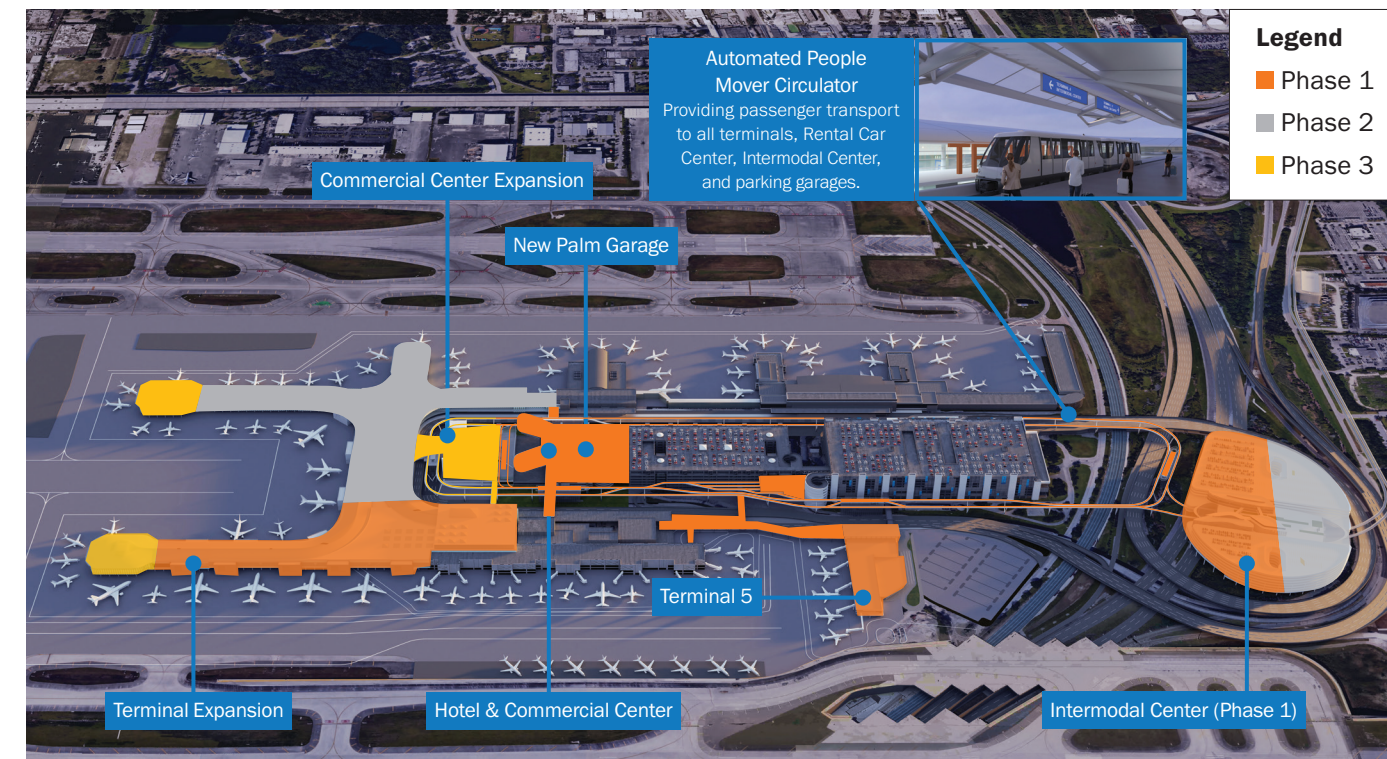 Automated People
Mover Circulator
Providing passenger transport
to all terminals, Rental Car
Center, Intermodal Center,
and parking garages.
Legend
Phase 1
Phase 2
Phase 3
Commercial Center Expansion
New Palm Garage
Terminal 5
Terminal Expansion
Hotel & Commercial Center
Intermodal Center (Phase 1)